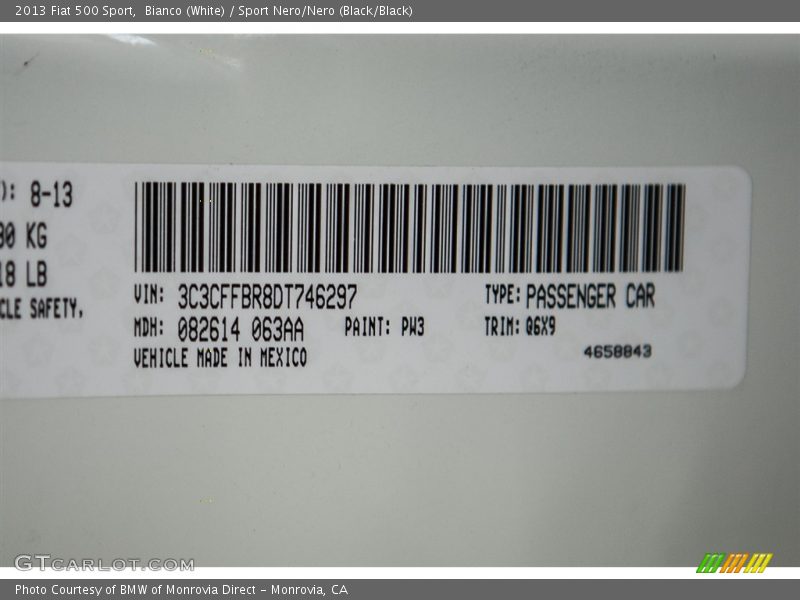 2013 Fiat 500 Sport,  Bianco (White) / Sport Nero/Nero (Black/Black)
): 8-13
80 KG
18 LB
CLE SAFETY,
VIN: 3C3CFFBR8DT746297
TYPE: PASSENGER CAR
MDH: 082614 063AA
PAINT: PW3
TRIM: Q6X9
VEHICLE MADE IN MEXICO
4658843
GTCARLOT.COM
Photo Courtesy of BMW of Monrovia Direct - Monrovia, CA